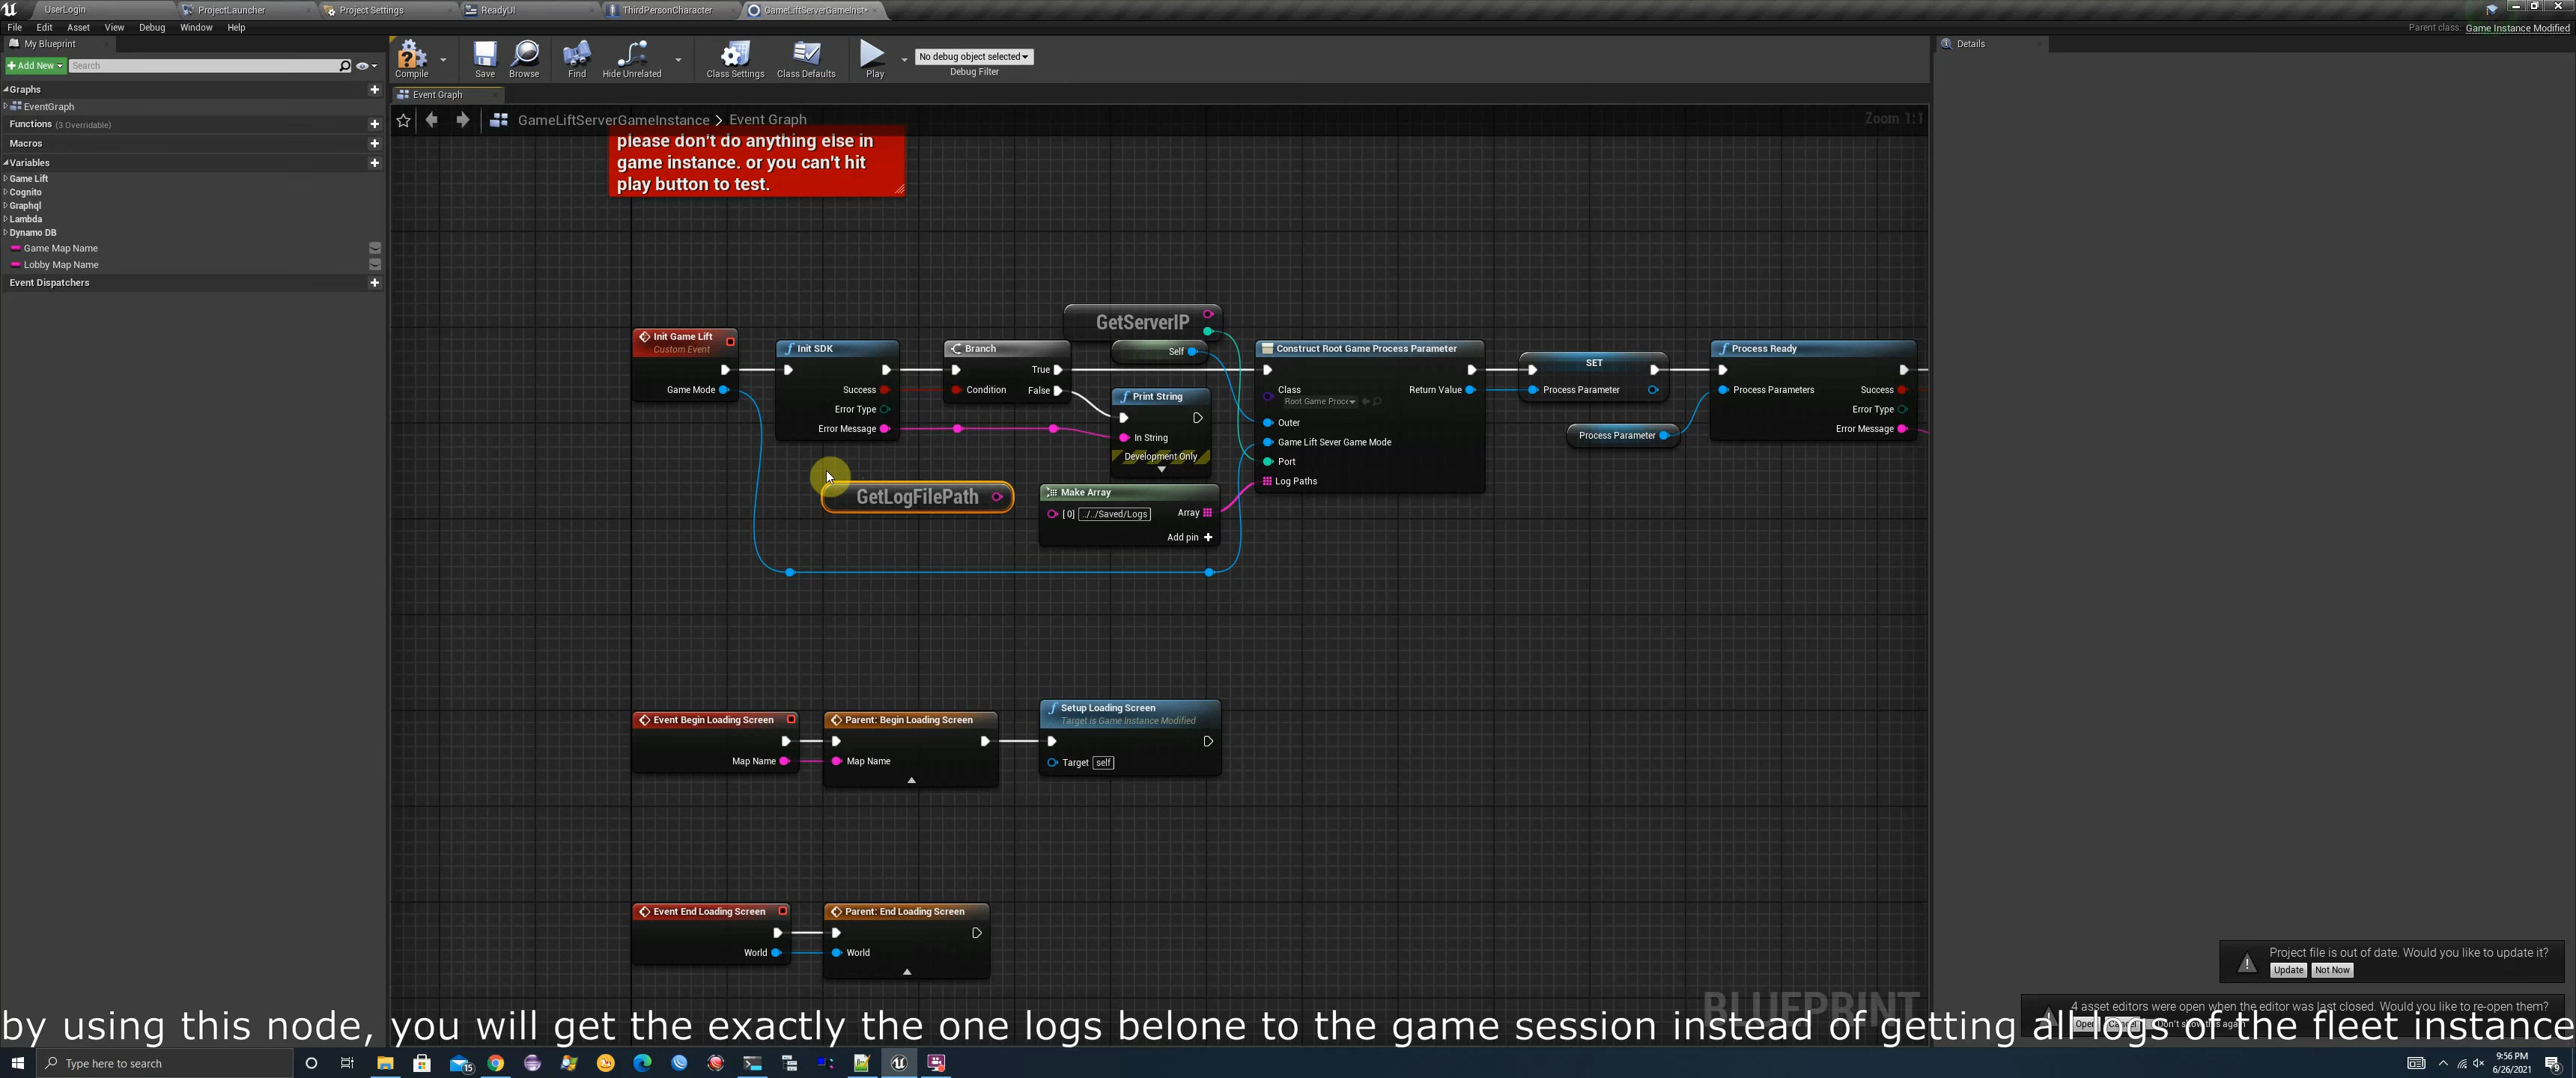 UserLogin
ProjectLauncher
Project Settings
ReadyUI
ThirdPersonCharacter
GameLiftServerGameInst*
File Edit Asset View Debug Window Help
Parent class: Game Instance Modified
My Blueprint
Add New
Search
Graphs
EventGraph
Functions (3 Overridable)
Macros
Variables
Game Lift
Cognito
Graphql
Lambda
Dynamo DB
Game Map Name
Lobby Map Name
Event Dispatchers
Compile
Save
Browse
Find
Hide Unrelated
Class Settings
Class Defaults
Play
No debug object selected
Debug Filter
Details
Event Graph
GameLiftServerGameInstance > Event Graph
Zoom 1:1
please don't do anything else in
game instance. or you can't hit
play button to test.
Init Game Lift
Custom Event
Game Mode
Init SDK
Success
Error Type
Error Message
Branch
Condition
True
False
GetServerIP
Self
Print String
In String
Development Only
GetLogFilePath
Make Array
[0] ../../Saved/Logs
Array
Add pin
Construct Root Game Process Parameter
Class
Root Game Proce
Return Value
Outer
Game Lift Sever Game Mode
Port
Log Paths
SET
Process Parameter
Process Parameter
Process Ready
Process Parameters
Success
Error Type
Error Message
Event Begin Loading Screen
Map Name
Parent: Begin Loading Screen
Map Name
Setup Loading Screen
Target is Game Instance Modified
Target self
Event End Loading Screen
World
Parent: End Loading Screen
World
BLUEPRINT
Project file is out of date. Would you like to update it?
Update Not Now
4 asset editors were open when the editor was last closed. Would you like to re-open them?
by using this node, you will get the exactly the one logs belone to the game session instead of getting all logs of the fleet instance
Type here to search
15
9:56 PM
6/26/2021
9